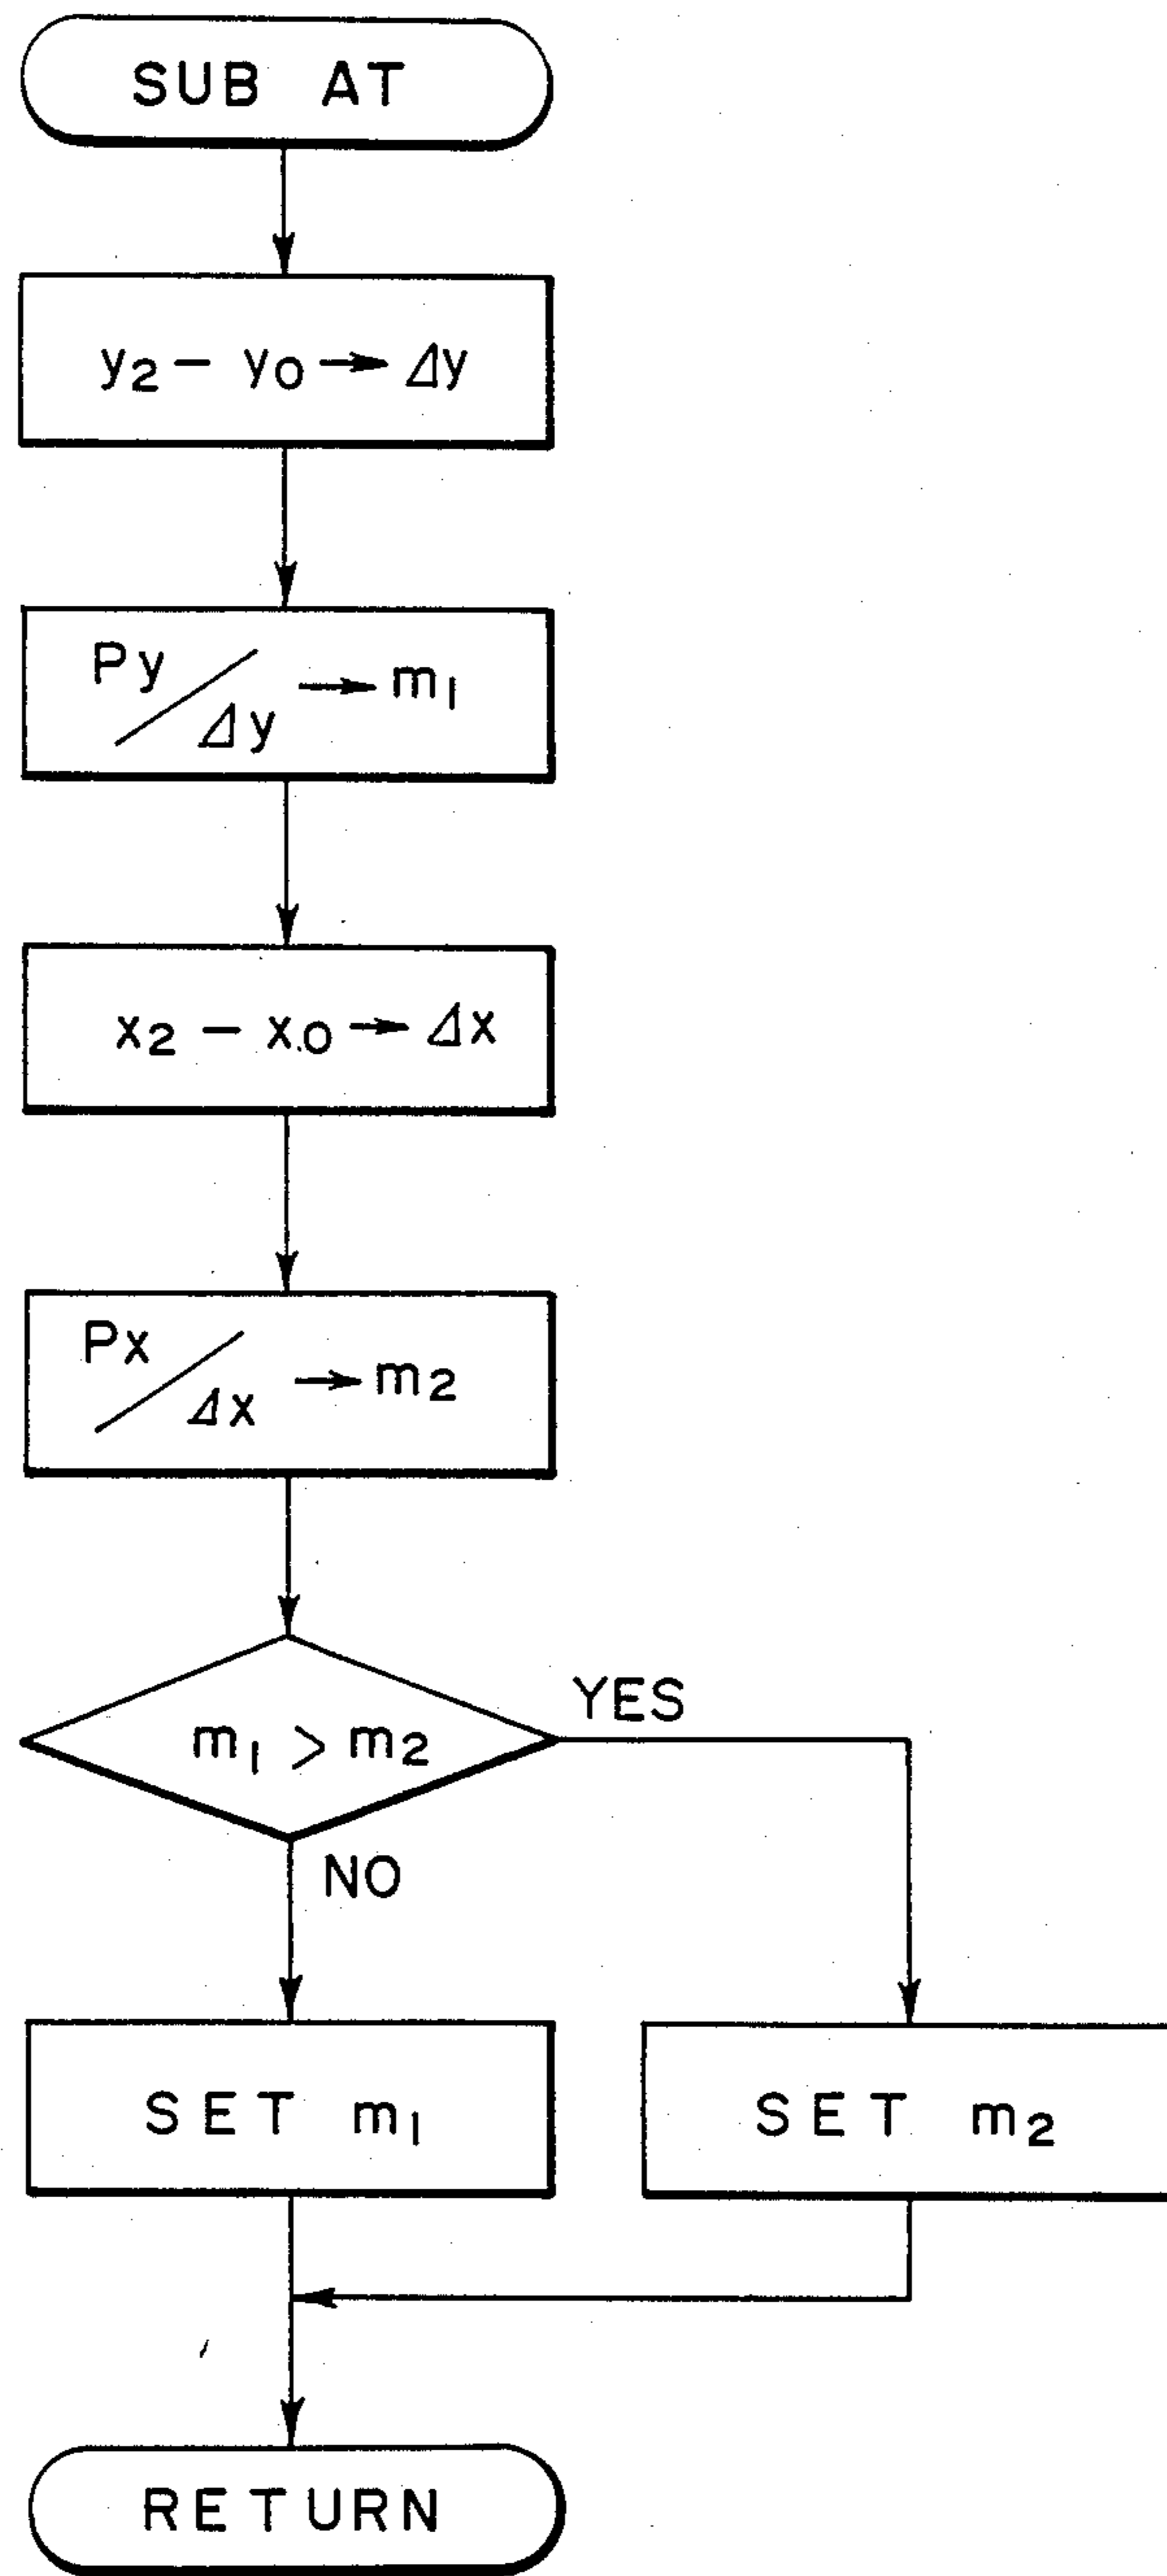 SUB AT
y₂ – y₀ → Δy
Py/Δy → m₁
x₂ – x₀ → Δx
Px/Δx → m₂
m₁ > m₂
YES
NO
SET m₁
SET m₂
RETURN